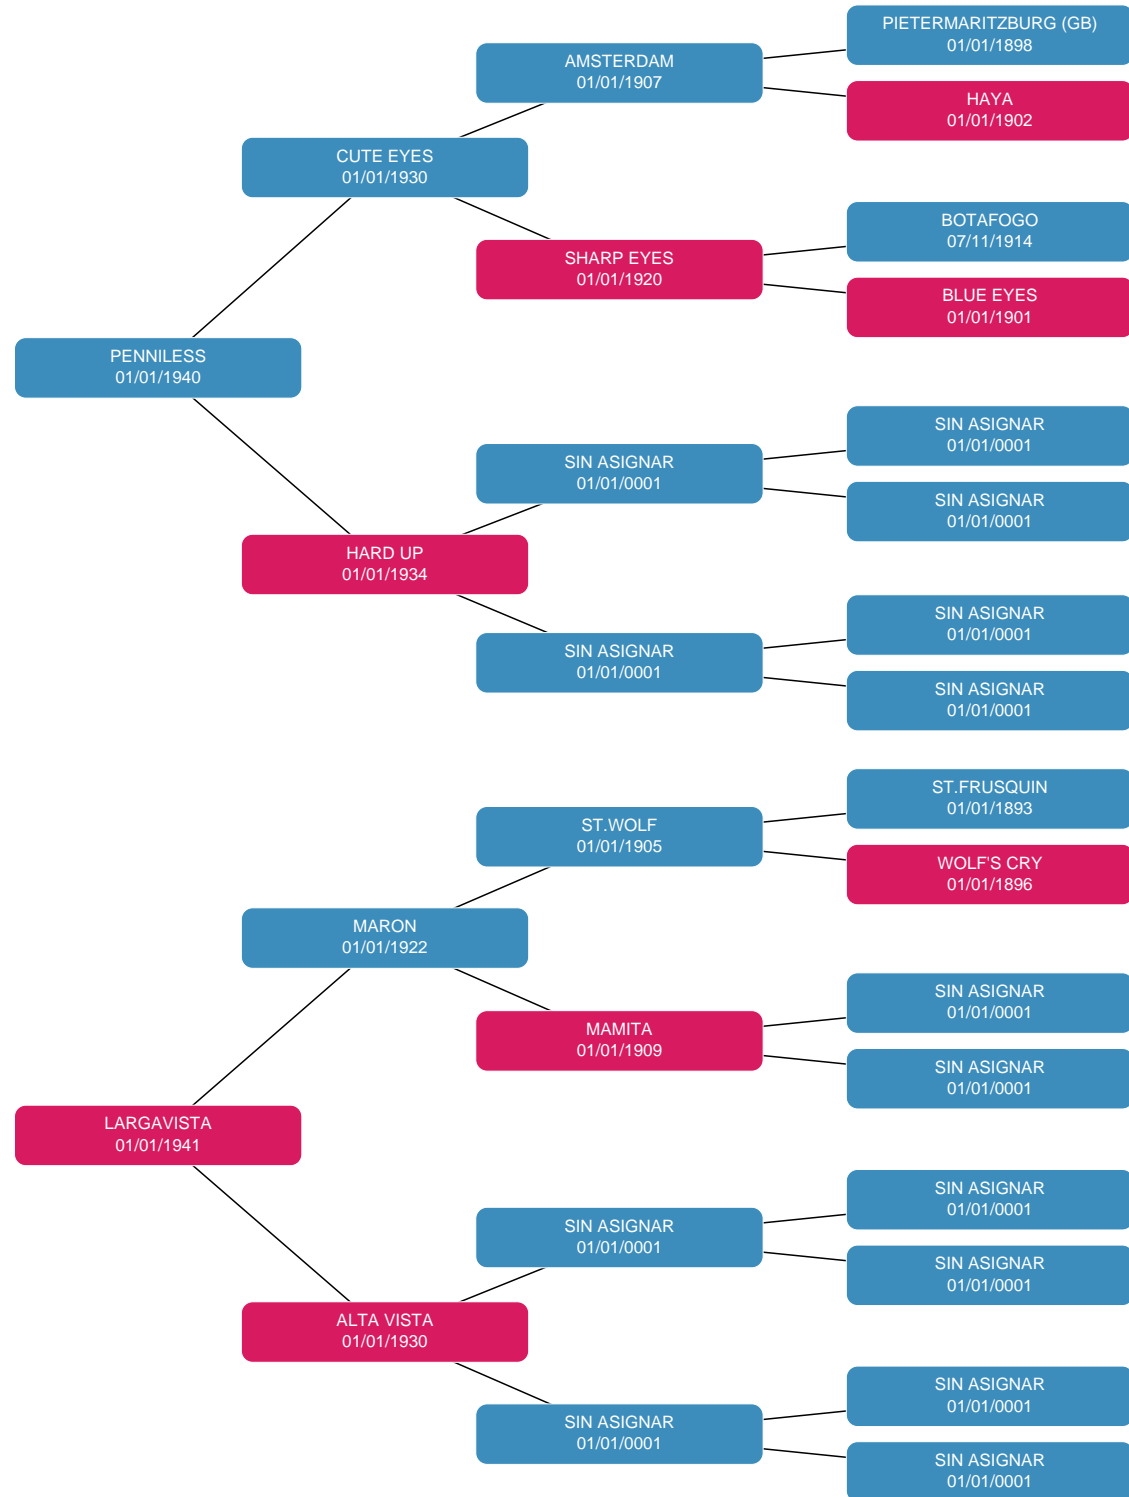 PIETERMARITZBURG (GB)
01/01/1898
AMSTERDAM
01/01/1907
HAYA
01/01/1902
CUTE EYES
01/01/1930
BOTAFOGO
07/11/1914
SHARP EYES
01/01/1920
BLUE EYES
01/01/1901
PENNILESS
01/01/1940
SIN ASIGNAR
01/01/0001
SIN ASIGNAR
01/01/0001
SIN ASIGNAR
01/01/0001
HARD UP
01/01/1934
SIN ASIGNAR
01/01/0001
SIN ASIGNAR
01/01/0001
SIN ASIGNAR
01/01/0001
ST.FRUSQUIN
01/01/1893
ST.WOLF
01/01/1905
WOLF'S CRY
01/01/1896
MARON
01/01/1922
SIN ASIGNAR
01/01/0001
MAMITA
01/01/1909
SIN ASIGNAR
01/01/0001
LARGAVISTA
01/01/1941
SIN ASIGNAR
01/01/0001
SIN ASIGNAR
01/01/0001
SIN ASIGNAR
01/01/0001
ALTA VISTA
01/01/1930
SIN ASIGNAR
01/01/0001
SIN ASIGNAR
01/01/0001
SIN ASIGNAR
01/01/0001